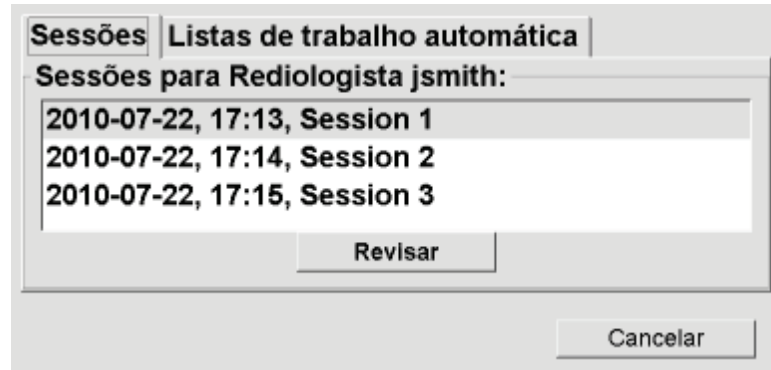 Sessões Listas de trabalho automática
Sessões para Rediologista jsmith:
2010-07-22, 17:13, Session 1
2010-07-22, 17:14, Session 2
2010-07-22, 17:15, Session 3
Revisar
Cancelar